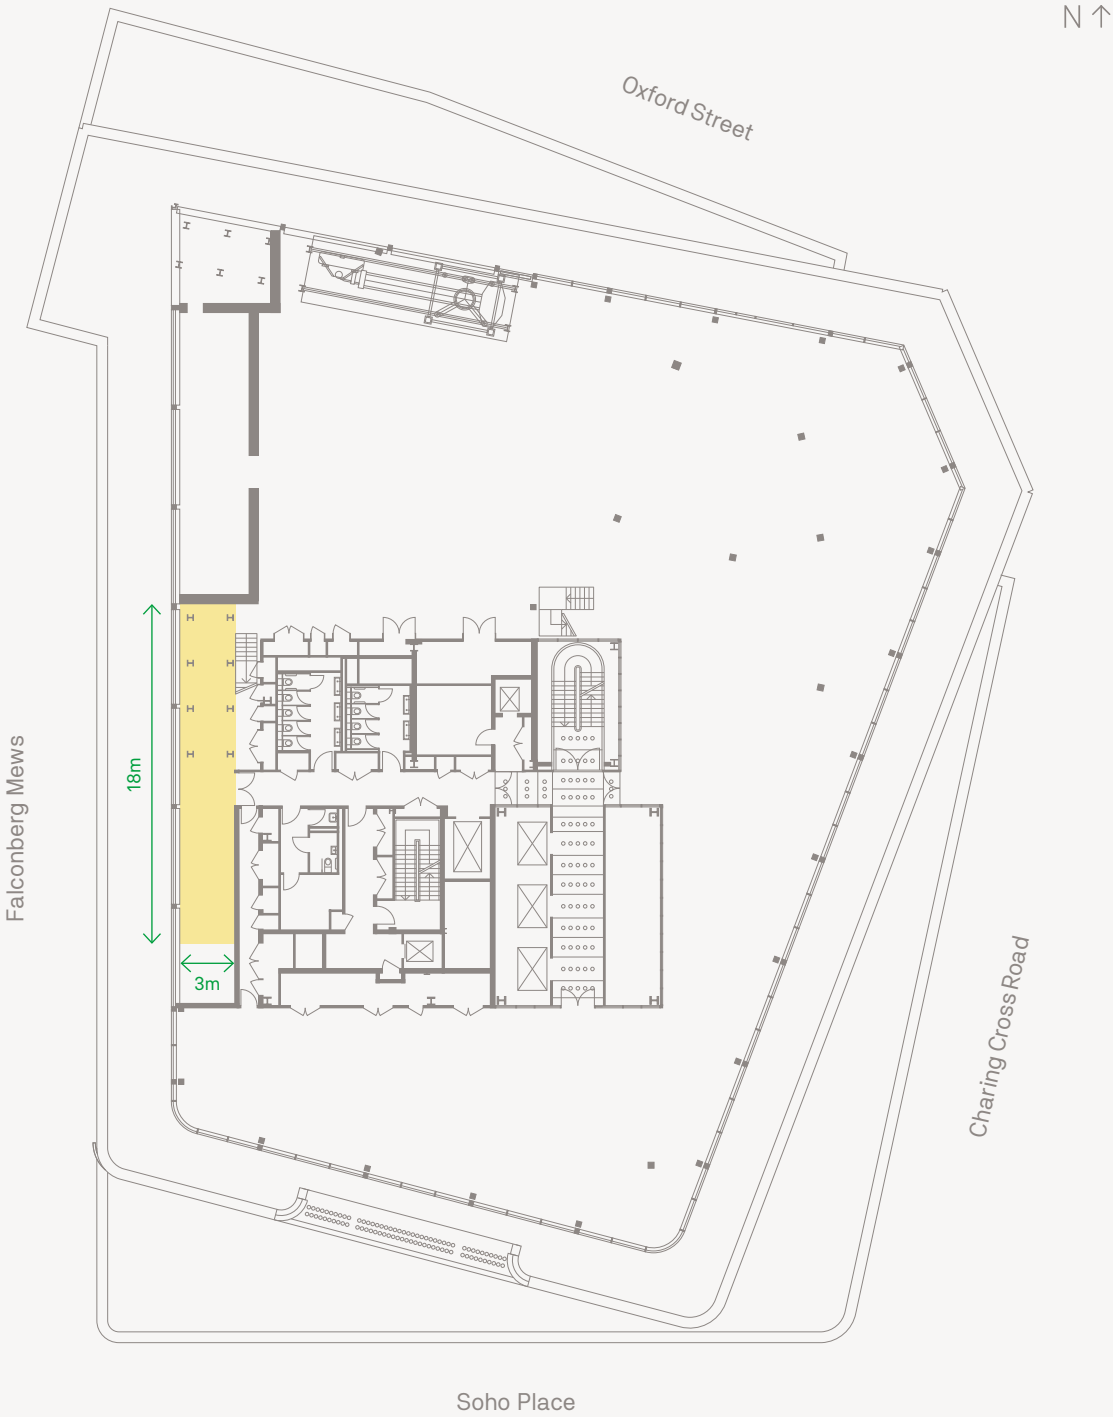 N ↑
Oxford Street
Falconberg Mews
18m
3m
Charing Cross Road
Soho Place